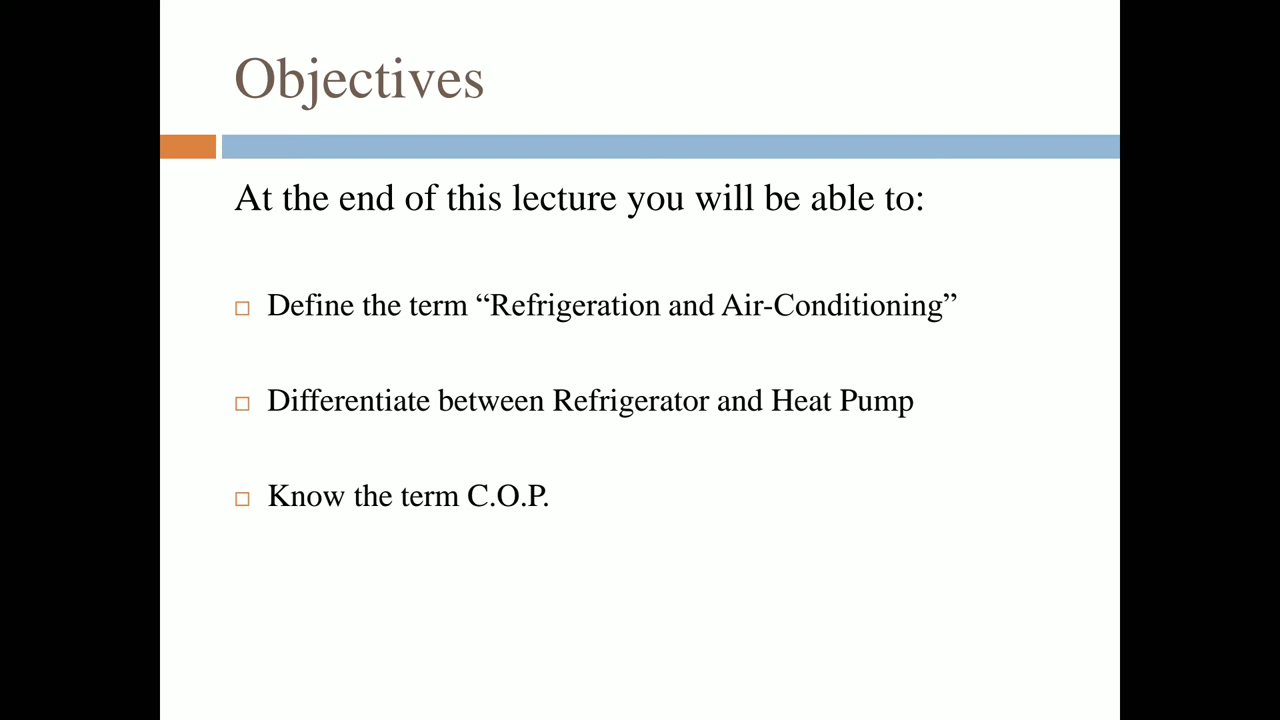 Objectives
At the end of this lecture you will be able to:
Define the term “Refrigeration and Air-Conditioning”
Differentiate between Refrigerator and Heat Pump
Know the term C.O.P.